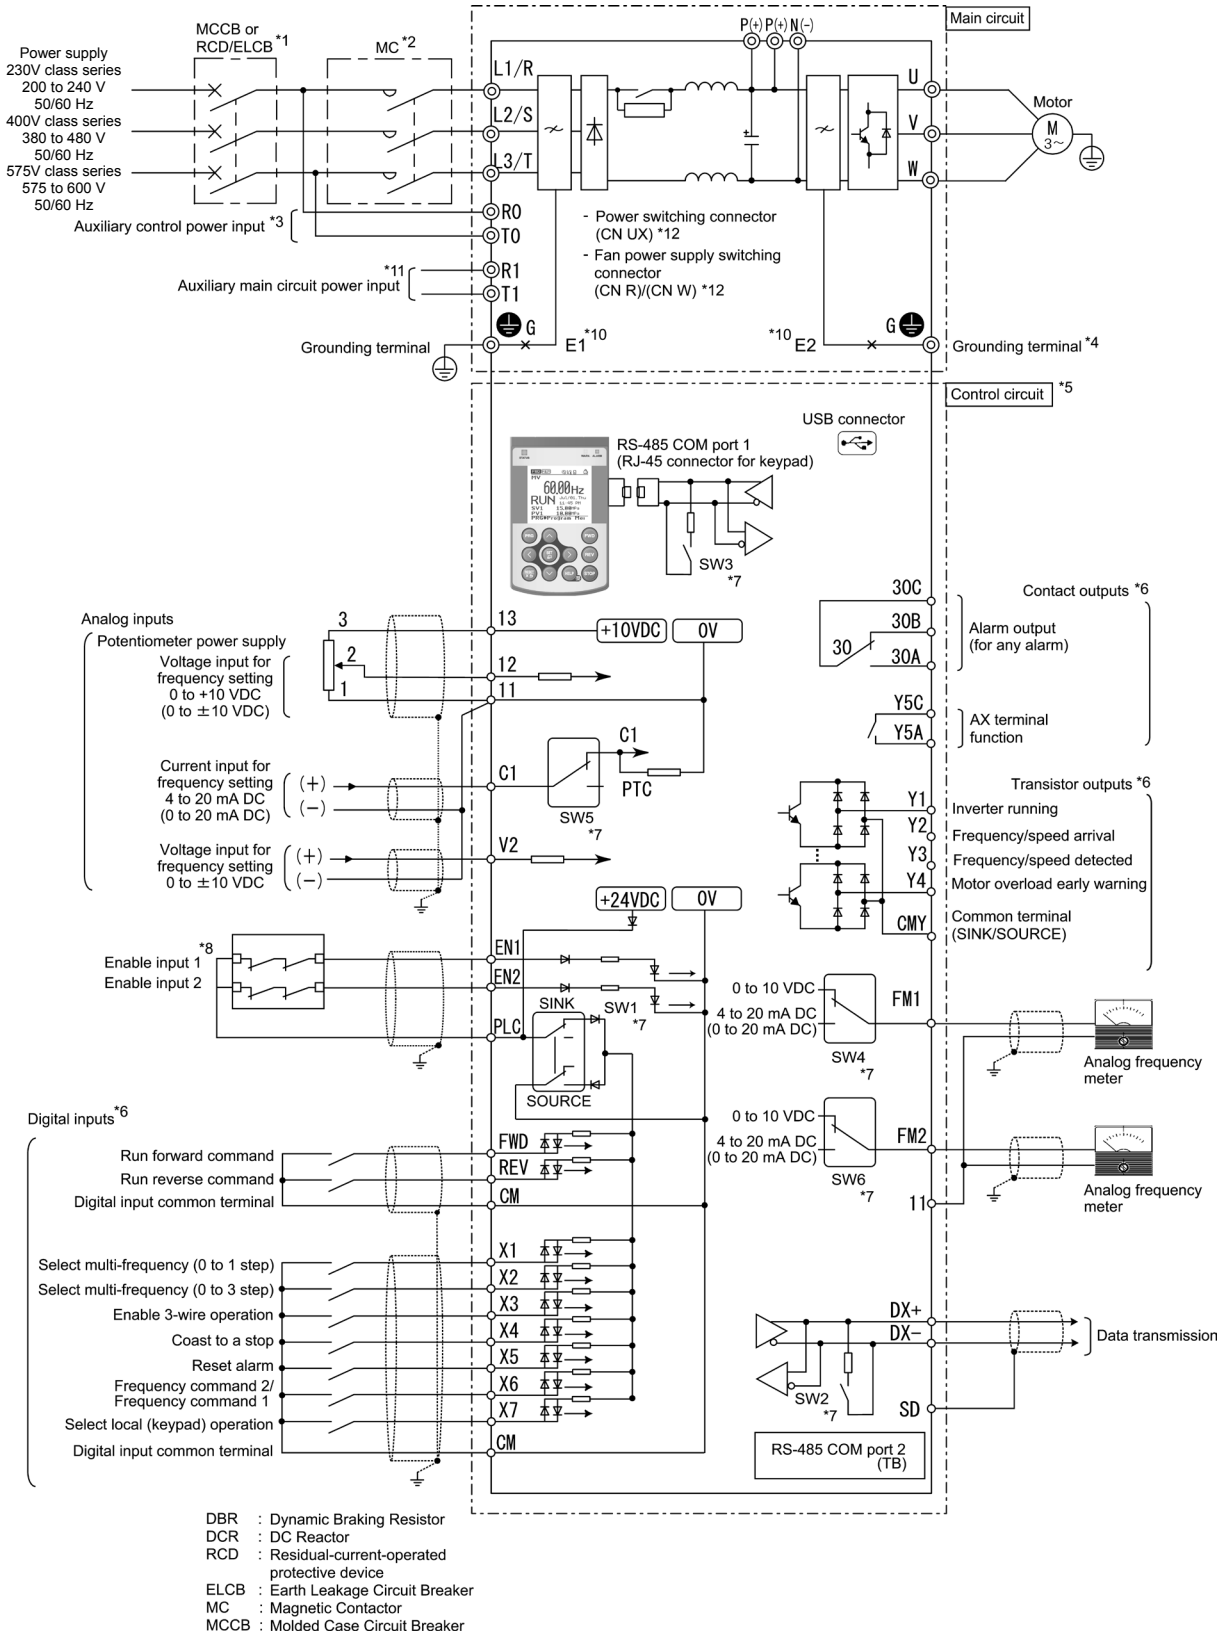 Main circuit
MCCB or
RCD/ELCB *1
MC *2
P(+) P(+) N(-)
Power supply
230V class series
200 to 240 V
50/60 Hz
400V class series
380 to 480 V
50/60 Hz
575V class series
575 to 600 V
50/60 Hz
L1/R
L2/S
L3/T
U
V
W
Motor
M
3~
Auxiliary control power input *3
R0
T0
*11
Auxiliary main circuit power input
R1
T1
- Power switching connector
(CN UX) *12
- Fan power supply switching
connector
(CN R)/(CN W) *12
G
E1 *10
*10 E2
G
Grounding terminal
Grounding terminal *4
Control circuit *5
USB connector
RS-485 COM port 1
(RJ-45 connector for keypad)
60.00Hz
RUN
PRG
FWD
REV
STOP
SW3
*7
Analog inputs
Potentiometer power supply
Voltage input for
frequency setting
0 to +10 VDC
(0 to ±10 VDC)
3
2
1
13
12
11
+10VDC
0V
Current input for
frequency setting
4 to 20 mA DC
(0 to 20 mA DC)
(+)
(−)
C1
C1
PTC
SW5
*7
Voltage input for
frequency setting
0 to ±10 VDC
(+)
(−)
V2
30C
30B
30
30A
Contact outputs *6
Alarm output
(for any alarm)
Y5C
Y5A
AX terminal
function
Transistor outputs *6
Y1
Inverter running
Y2
Frequency/speed arrival
Y3
Frequency/speed detected
Y4
Motor overload early warning
CMY
Common terminal
(SINK/SOURCE)
+24VDC
0V
*8
Enable input 1
Enable input 2
EN1
EN2
PLC
SINK
SW1
*7
SOURCE
0 to 10 VDC
4 to 20 mA DC
(0 to 20 mA DC)
SW4
*7
FM1
Analog frequency
meter
0 to 10 VDC
4 to 20 mA DC
(0 to 20 mA DC)
SW6
*7
FM2
11
Analog frequency
meter
Digital inputs *6
Run forward command
FWD
Run reverse command
REV
Digital input common terminal
CM
Select multi-frequency (0 to 1 step)
X1
Select multi-frequency (0 to 3 step)
X2
Enable 3-wire operation
X3
Coast to a stop
X4
Reset alarm
X5
Frequency command 2/
Frequency command 1
X6
Select local (keypad) operation
X7
Digital input common terminal
CM
DX+
DX−
Data transmission
SW2
*7
SD
RS-485 COM port 2
(TB)
DBR : Dynamic Braking Resistor
DCR : DC Reactor
RCD : Residual-current-operated
protective device
ELCB : Earth Leakage Circuit Breaker
MC : Magnetic Contactor
MCCB : Molded Case Circuit Breaker